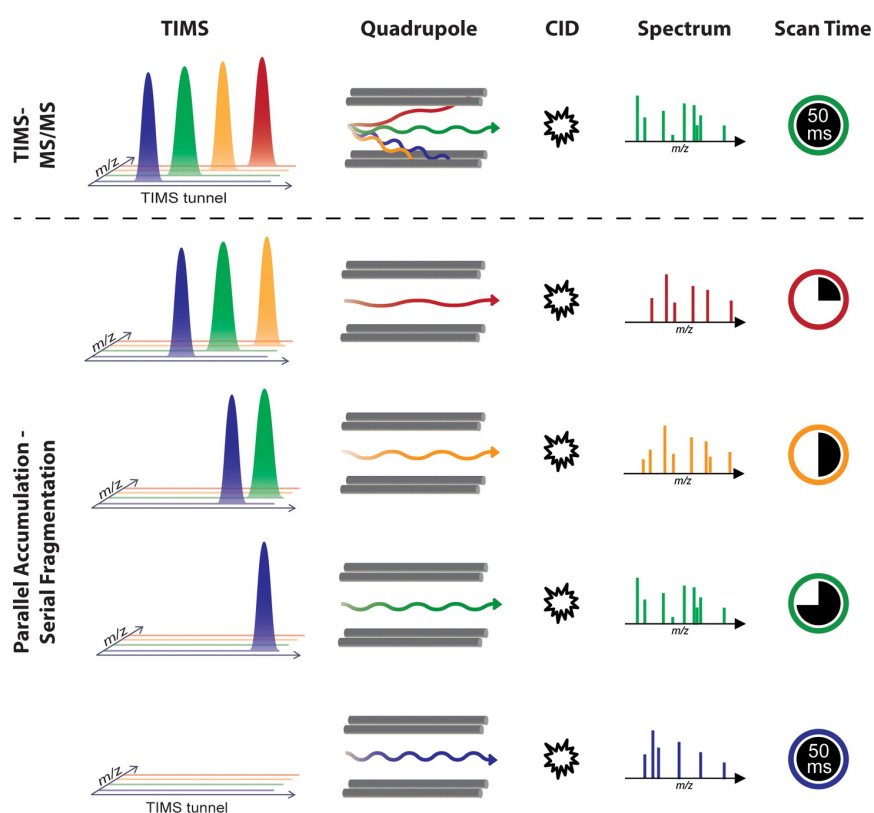 TIMS
Quadrupole
CID
Spectrum
Scan Time
TIMS-
MS/MS
m/z
TIMS tunnel
m/z
50
ms
Parallel Accumulation -
Serial Fragmentation
m/z
m/z
m/z
m/z
m/z
m/z
m/z
TIMS tunnel
m/z
50
ms